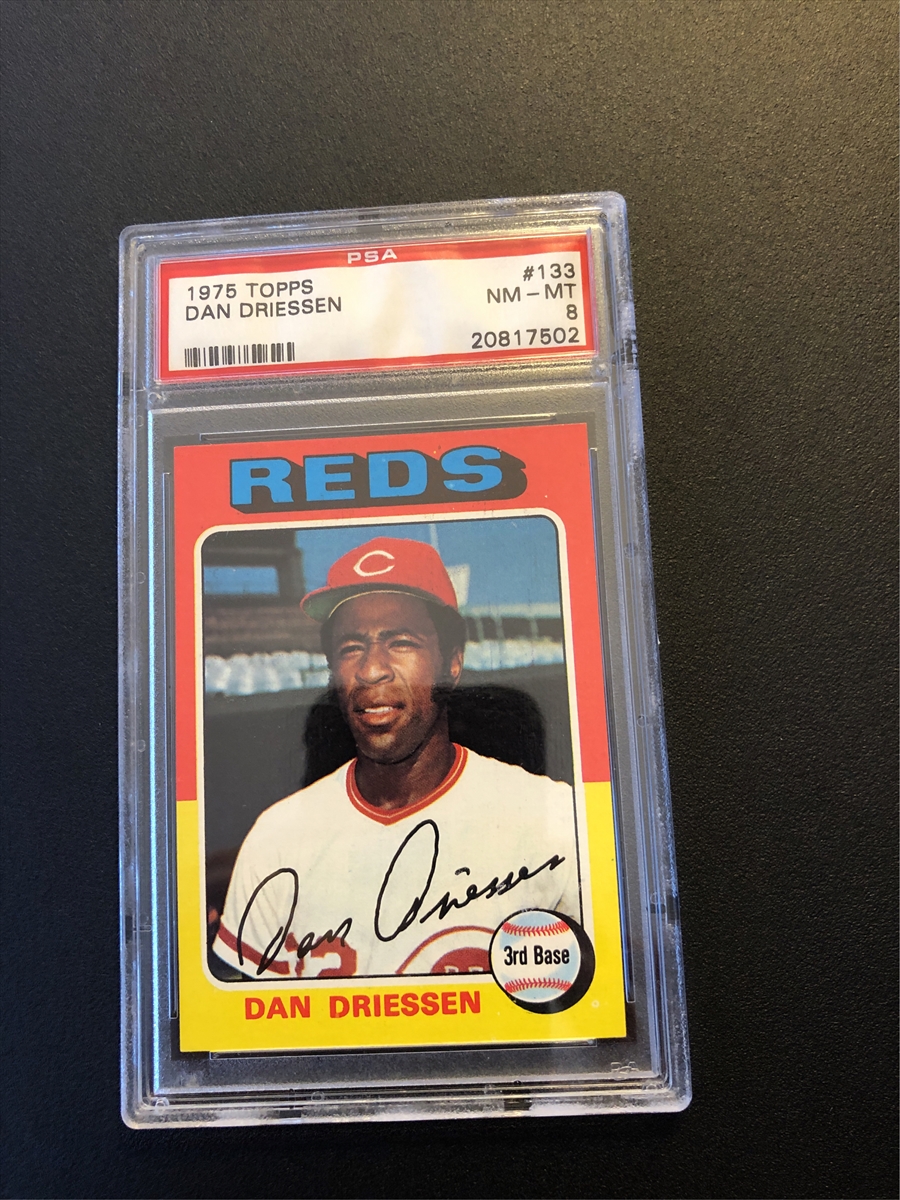 PSA
1975 TOPPS #133
DAN DRIESSEN NM - MT
8
20817502
REDS
C
Dan Driessen
3rd Base
DAN DRIESSEN